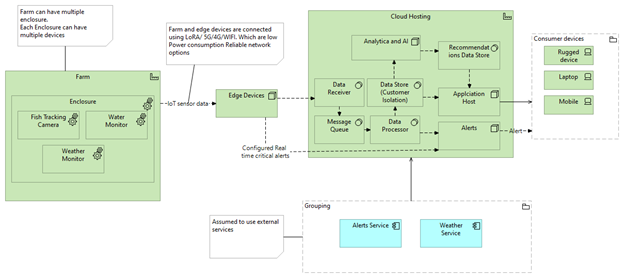 Farm can have multiple
enclosure.
Each Enclosure can have
multiple devices
Farm and edge devices are connected
using LoRA/ 5G/4G/WIFI. Which are low
Power consumption Reliable network
options
Cloud Hosting
Analytica and AI
Recommendat
ions Data Store
Consumer devices
Rugged
device
Laptop
Mobile
Farm
Enclosure
Fish Tracking
Camera
Water
Monitor
Weather
Monitor
IoT sensor data
Edge Devices
Data
Receiver
Data Store
(Customer
Isolation)
Applciation
Host
Message
Queue
Data
Processor
Alerts
Alert
Configured Real
time critical alerts
Grouping
Assumed to use external
services
Alerts Service
Weather
Service